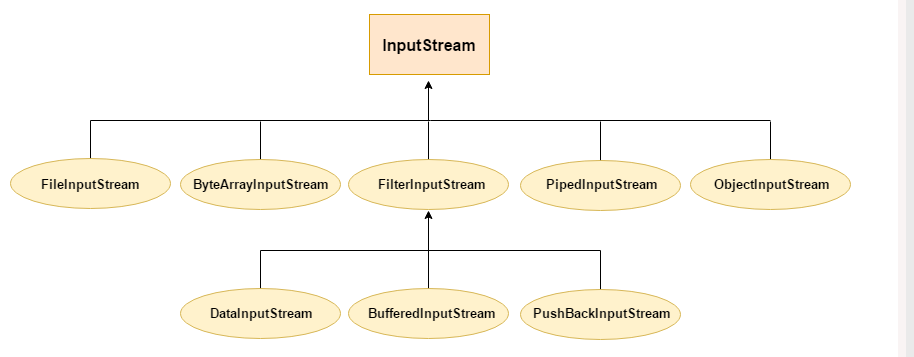 InputStream
FileInputStream
ByteArrayInputStream
FilterInputStream
PipedInputStream
ObjectInputStream
DataInputStream
BufferedInputStream
PushBackInputStream